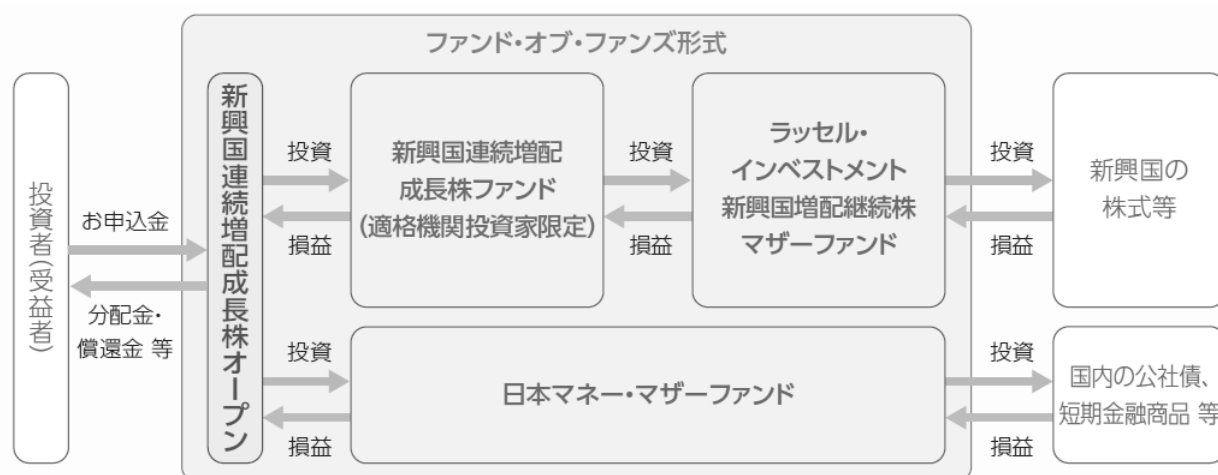 ファンド・オブ・ファンズ形式
投資者(受益者)
お申込金
分配金・
償還金 等
新興国連続増配成長株オープン
投資
損益
新興国連続増配
成長株ファンド
(適格機関投資家限定)
投資
損益
ラッセル・
インベストメント
新興国増配継続株
マザーファンド
投資
損益
新興国の
株式等
投資
損益
日本マネー・マザーファンド
投資
損益
国内の公社債、
短期金融商品 等